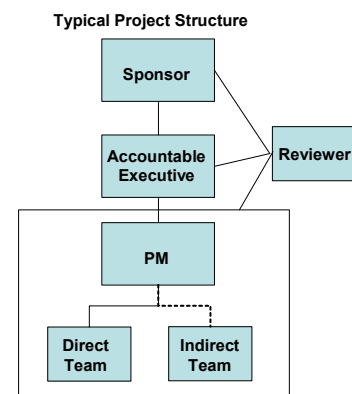 Typical Project Structure
Sponsor
Accountable
Executive
Reviewer
PM
Direct
Team
Indirect
Team